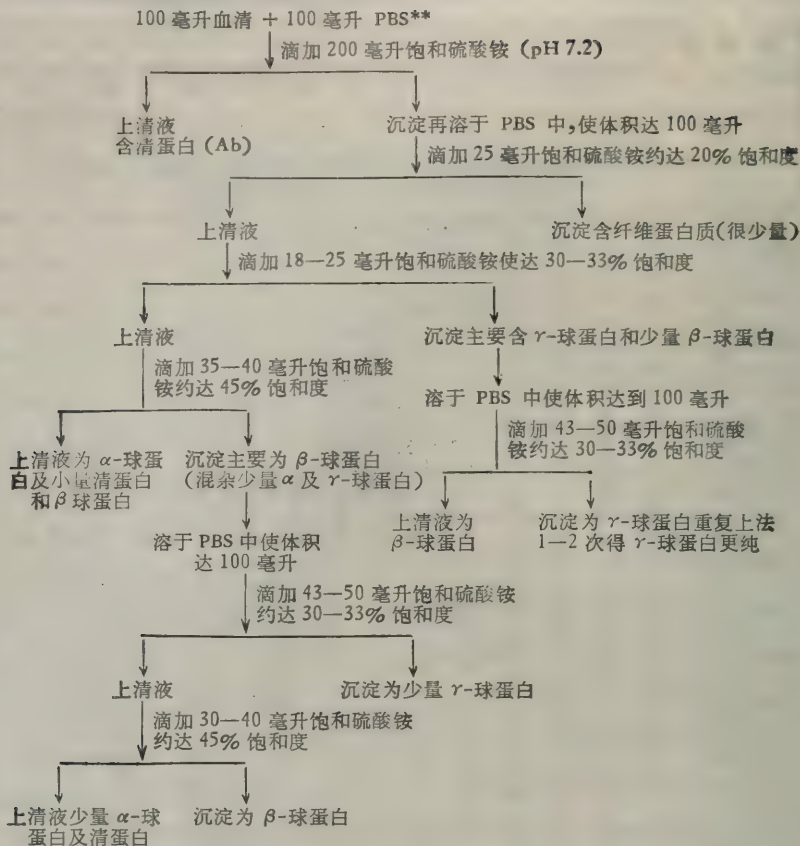 100 毫升血清 + 100 毫升 PBS**
滴加 200 毫升饱和硫酸铵 (pH 7.2)
上清液
含清蛋白 (Ab)
沉淀再溶于 PBS 中,使体积达 100 毫升
滴加 25 毫升饱和硫酸铵约达 20% 饱和度
上清液
沉淀含纤维蛋白质(很少量)
滴加 18—25 毫升饱和硫酸铵使达 30—33% 饱和度
上清液
沉淀主要含 γ-球蛋白和少量 β-球蛋白
滴加 35—40 毫升饱和硫酸
铵约达 45% 饱和度
溶于 PBS 中使体积达到 100 毫升
滴加 43—50 毫升饱和硫酸
铵约达 30—33% 饱和度
上清液为 α-球蛋
白及小量清蛋白
和 β 球蛋白
沉淀主要为 β-球蛋白
(混杂少量 α 及 γ-球蛋白)
上清液为
β-球蛋白
沉淀为 γ-球蛋白重复上法
1—2 次得 γ-球蛋白更纯
溶于 PBS 中使体积
达 100 毫升
滴加 43—50 毫升饱和硫酸铵
约达 30—33% 饱和度
上清液
沉淀为少量 γ-球蛋白
滴加 30—40 毫升饱和硫酸铵
约达 45% 饱和度
上清液少量 α-球
蛋白及清蛋白
沉淀为 β-球蛋白